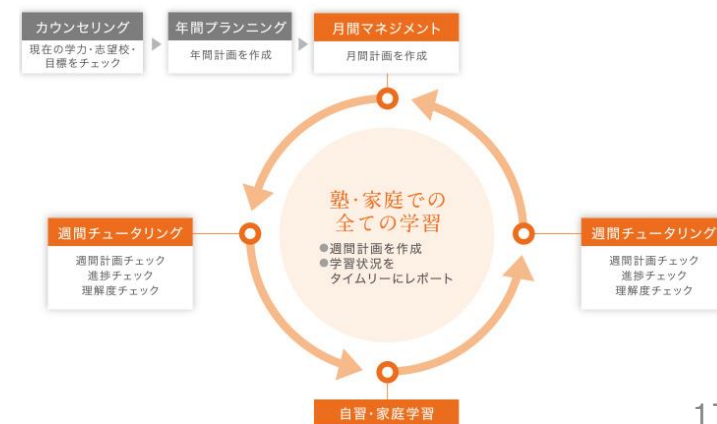 カウンセリング
現在の学力・志望校・
目標をチェック
年間プランニング
年間計画を作成
月間マネジメント
月間計画を作成
週間チュータリング
週間計画チェック
進捗チェック
理解度チェック
塾・家庭での
全ての学習
●週間計画を作成
●学習状況を
タイムリーにレポート
週間チュータリング
週間計画チェック
進捗チェック
理解度チェック
自習・家庭学習